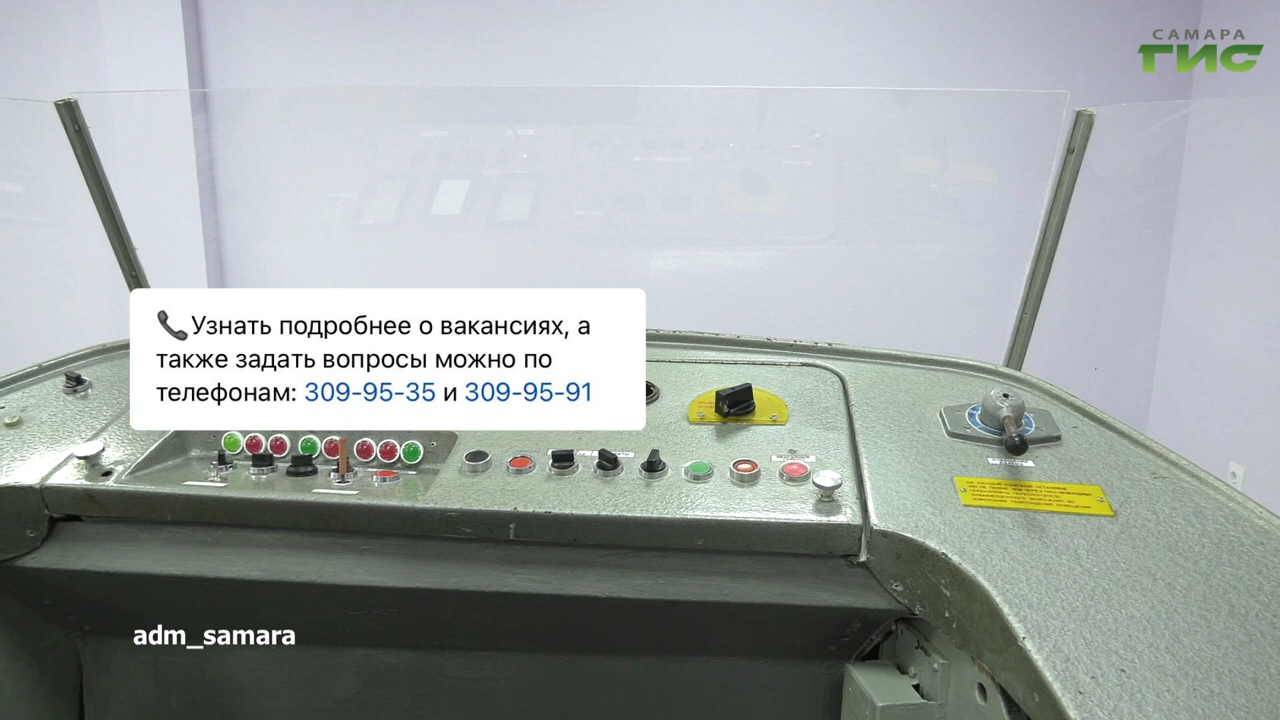 САМАРА
ГИС
📞Узнать подробнее о вакансиях, а
также задать вопросы можно по
телефонам: 309-95-35 и 309-95-91
adm_samara